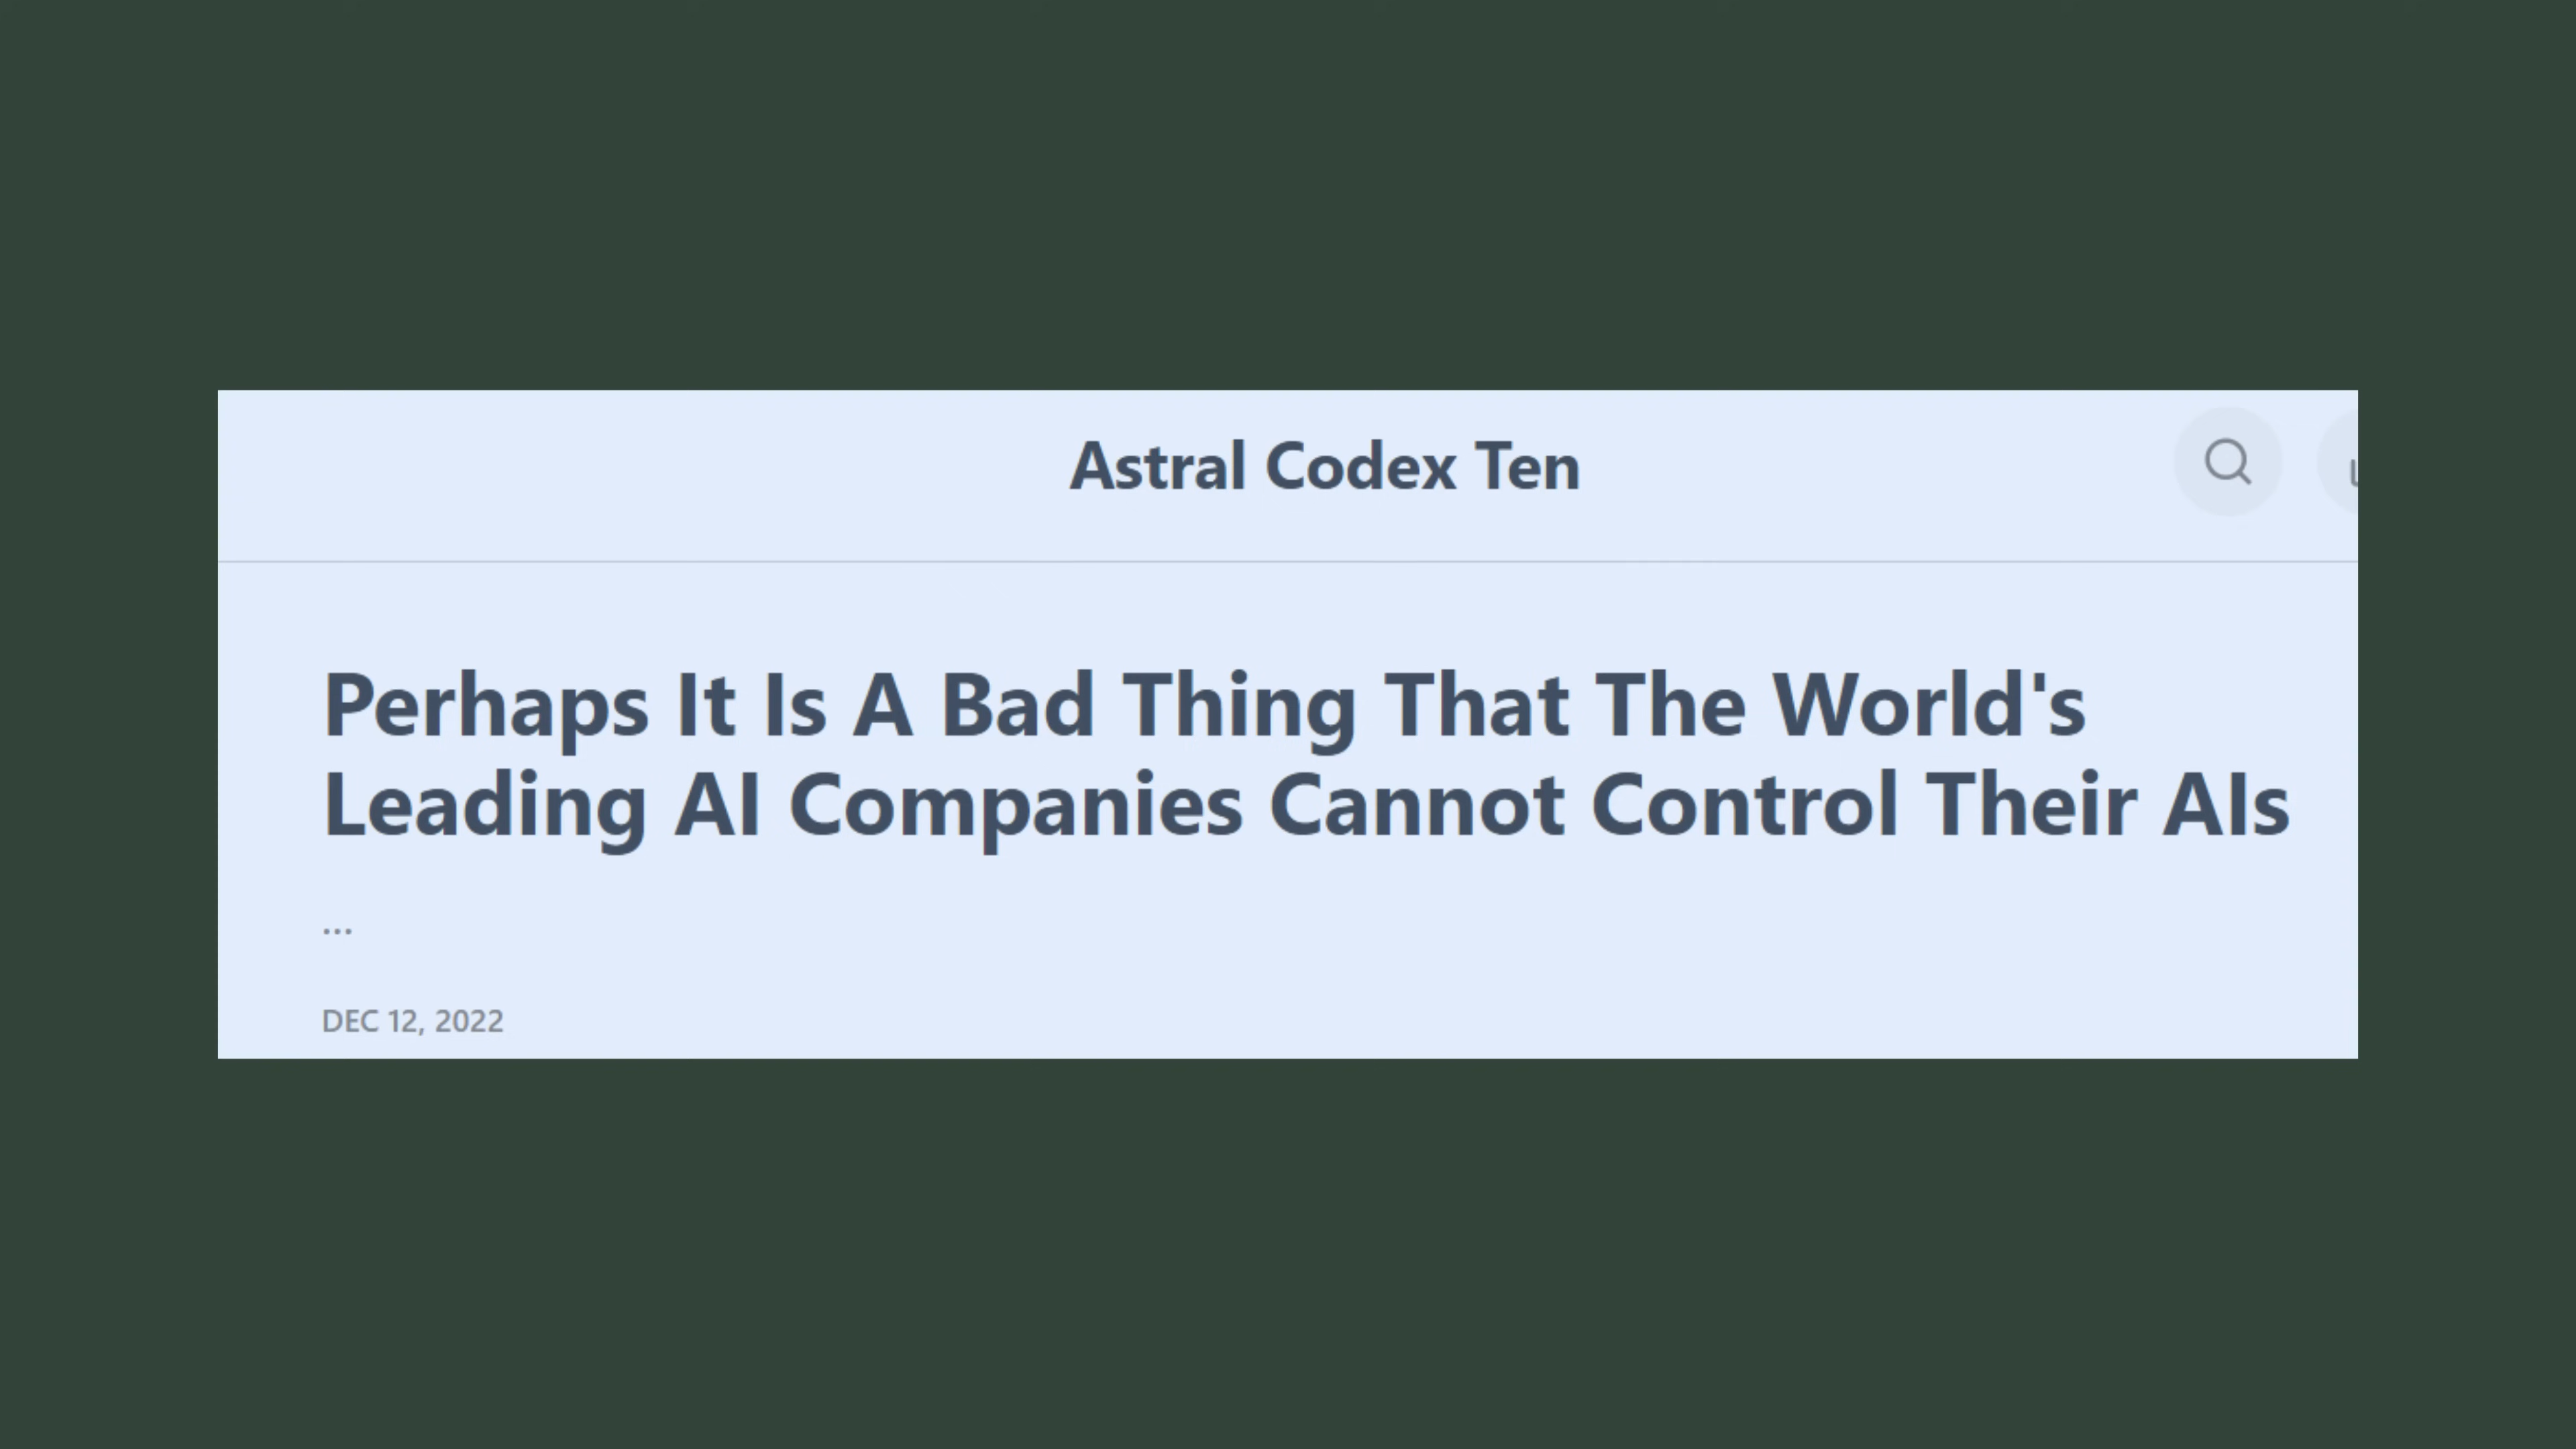 Astral Codex Ten
Perhaps It Is A Bad Thing That The World's
Leading AI Companies Cannot Control Their AIs
...
DEC 12, 2022